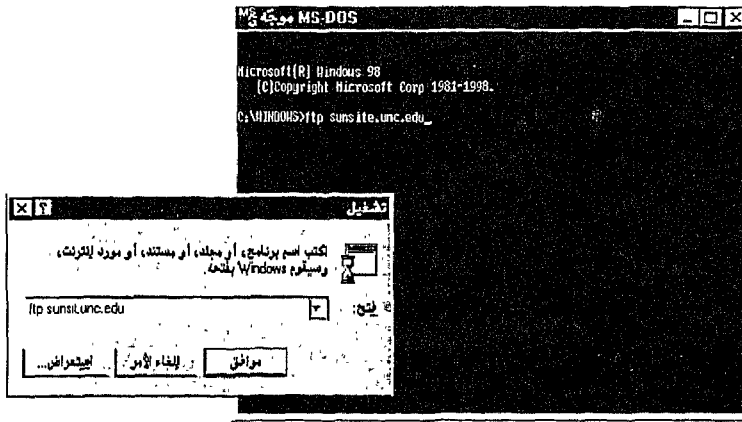 موجّه MS-DOS
Microsoft(R) Windows 98
(C)Copyright Microsoft Corp 1981-1998.
C:\WINDOWS>ftp sunsite.unc.edu_
تشغيل
اكتب اسم برنامج، أو مجلد، أو مستند، أو مورد إنترنت،
وسيقوم Windows بفتحه.
فتح:
ftp sunsit.unc.edu
موافق
إلغاء الأمر
استعراض...